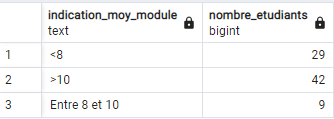 indication_moy_module nombre_etudiants
text bigint
1 <8 29
2 >10 42
3 Entre 8 et 10 9